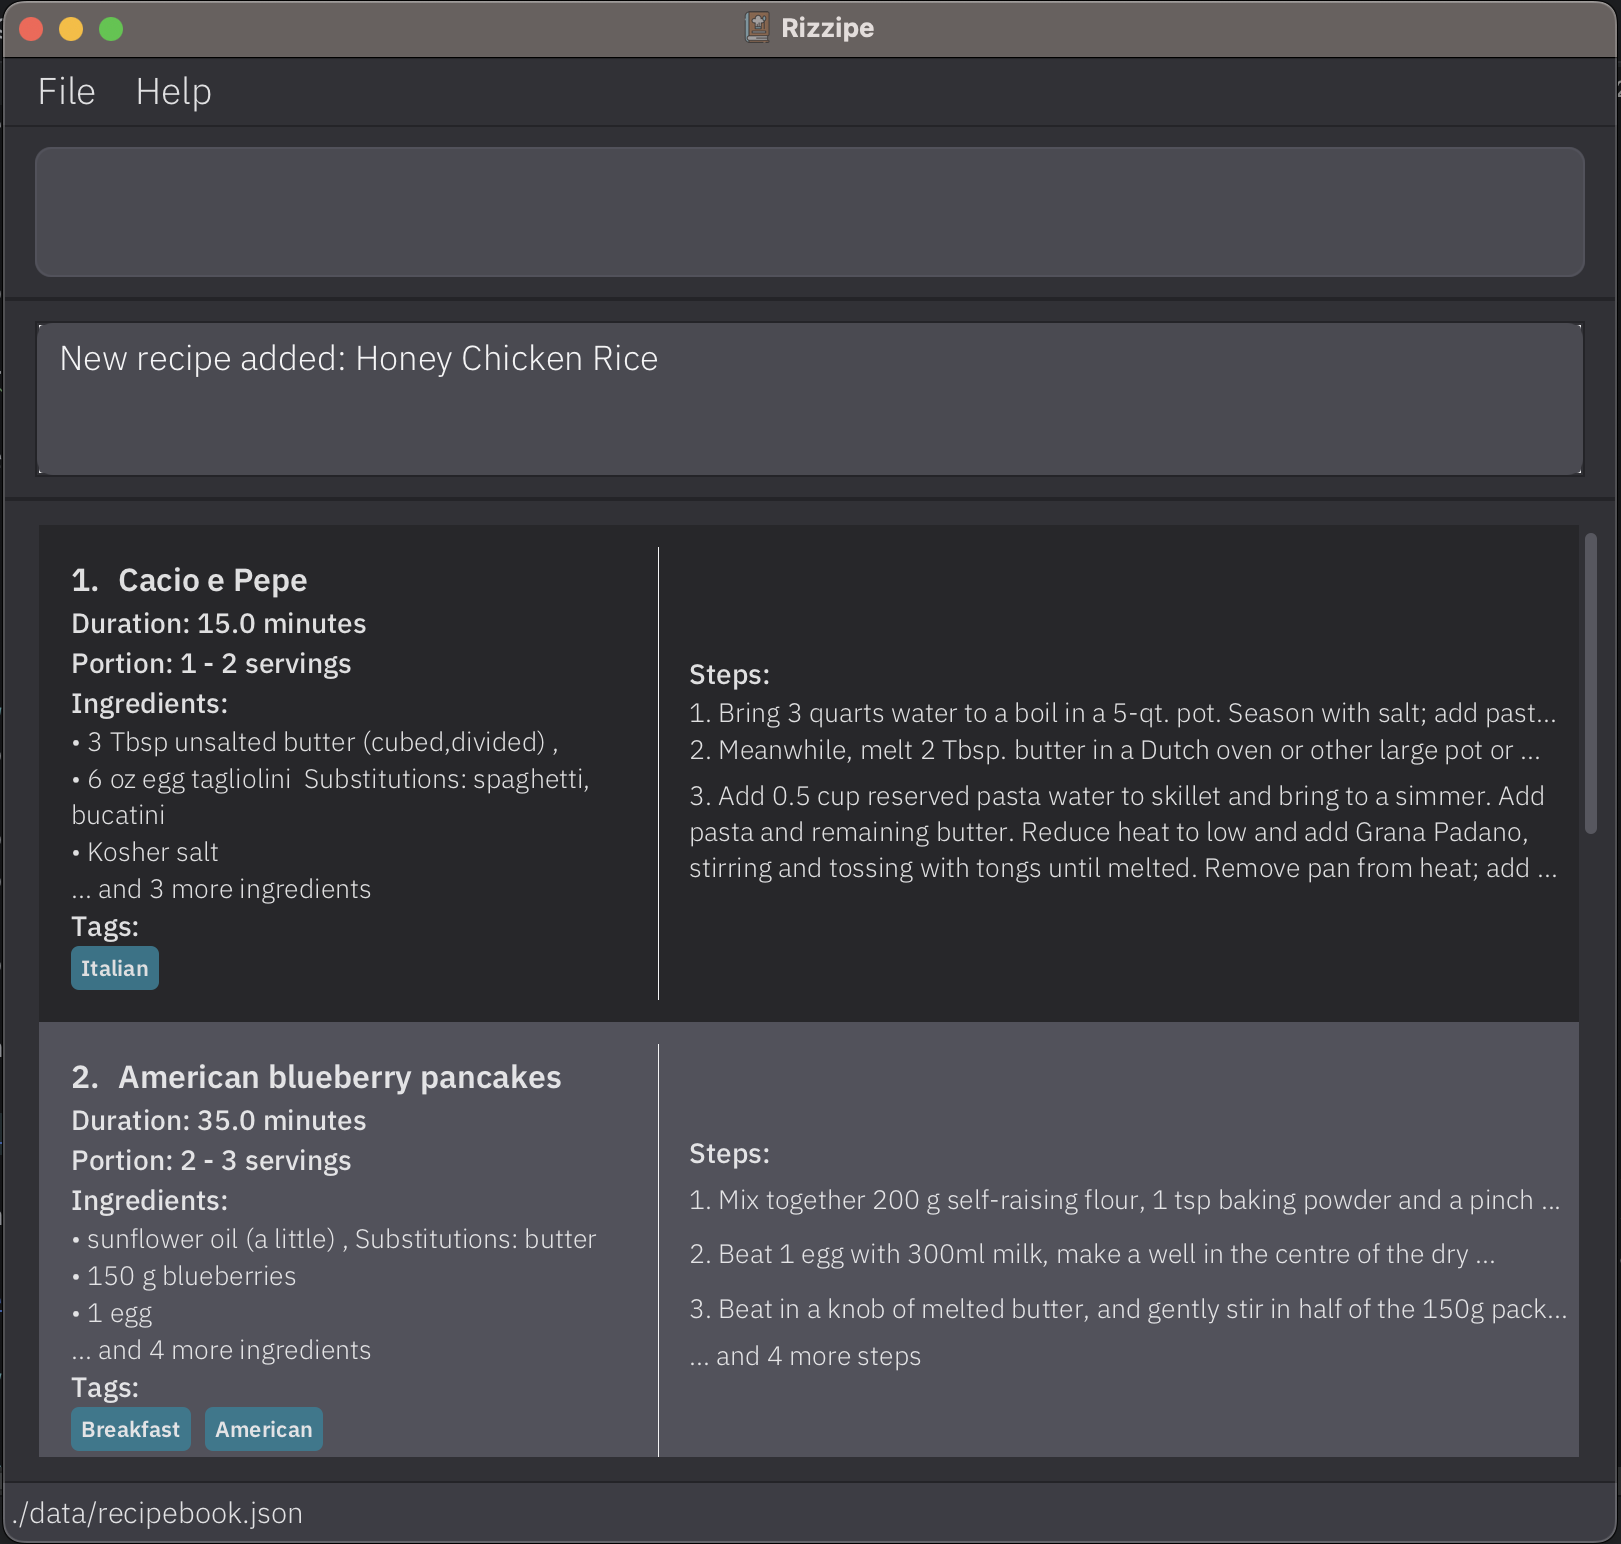 Rizzipe
File Help
New recipe added: Honey Chicken Rice
1. Cacio e Pepe
Duration: 15.0 minutes
Portion: 1 - 2 servings
Ingredients:
• 3 Tbsp unsalted butter (cubed,divided) ,
• 6 oz egg tagliolini  Substitutions: spaghetti,
bucatini
• Kosher salt
... and 3 more ingredients
Tags:
Italian
Steps:
1. Bring 3 quarts water to a boil in a 5-qt. pot. Season with salt; add past...
2. Meanwhile, melt 2 Tbsp. butter in a Dutch oven or other large pot or ...
3. Add 0.5 cup reserved pasta water to skillet and bring to a simmer. Add
pasta and remaining butter. Reduce heat to low and add Grana Padano,
stirring and tossing with tongs until melted. Remove pan from heat; add ...
2. American blueberry pancakes
Duration: 35.0 minutes
Portion: 2 - 3 servings
Ingredients:
• sunflower oil (a little) , Substitutions: butter
• 150 g blueberries
• 1 egg
... and 4 more ingredients
Tags:
Breakfast American
Steps:
1. Mix together 200 g self-raising flour, 1 tsp baking powder and a pinch ...
2. Beat 1 egg with 300ml milk, make a well in the centre of the dry ...
3. Beat in a knob of melted butter, and gently stir in half of the 150g pack...
... and 4 more steps
./data/recipebook.json